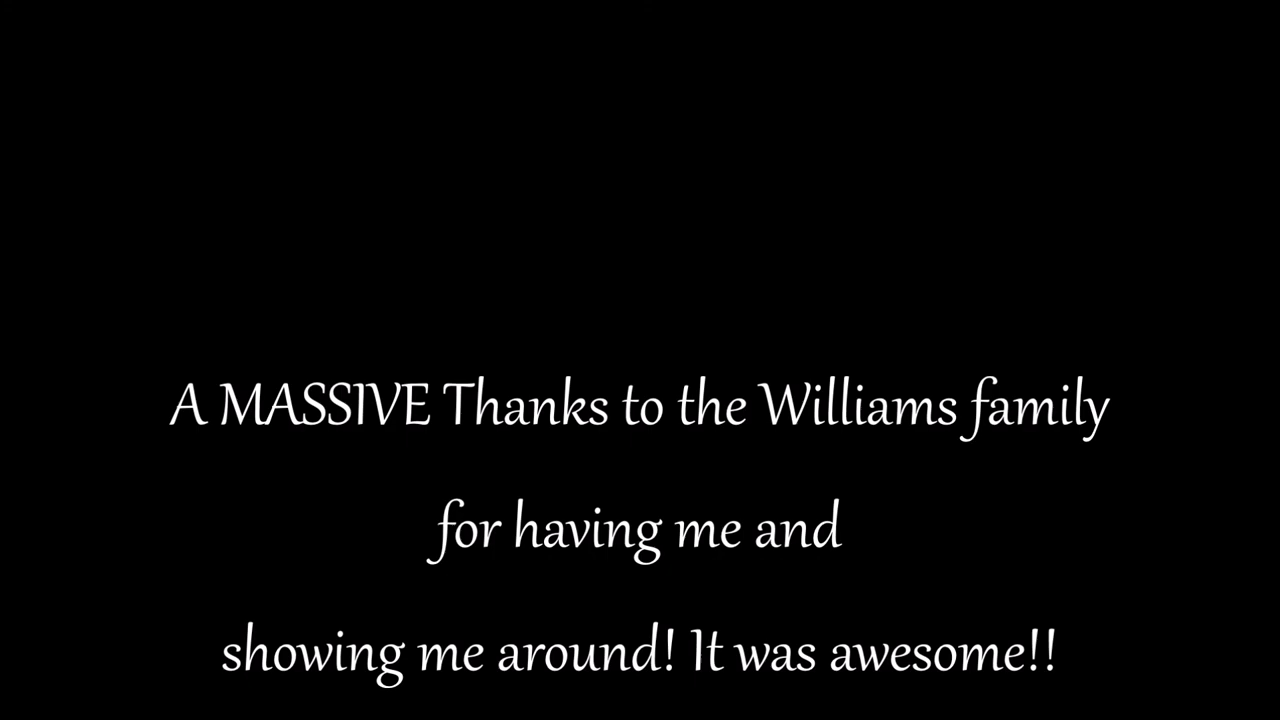 A MASSIVE Thanks to the Williams family
for having me and
showing me around! It was awesome!!